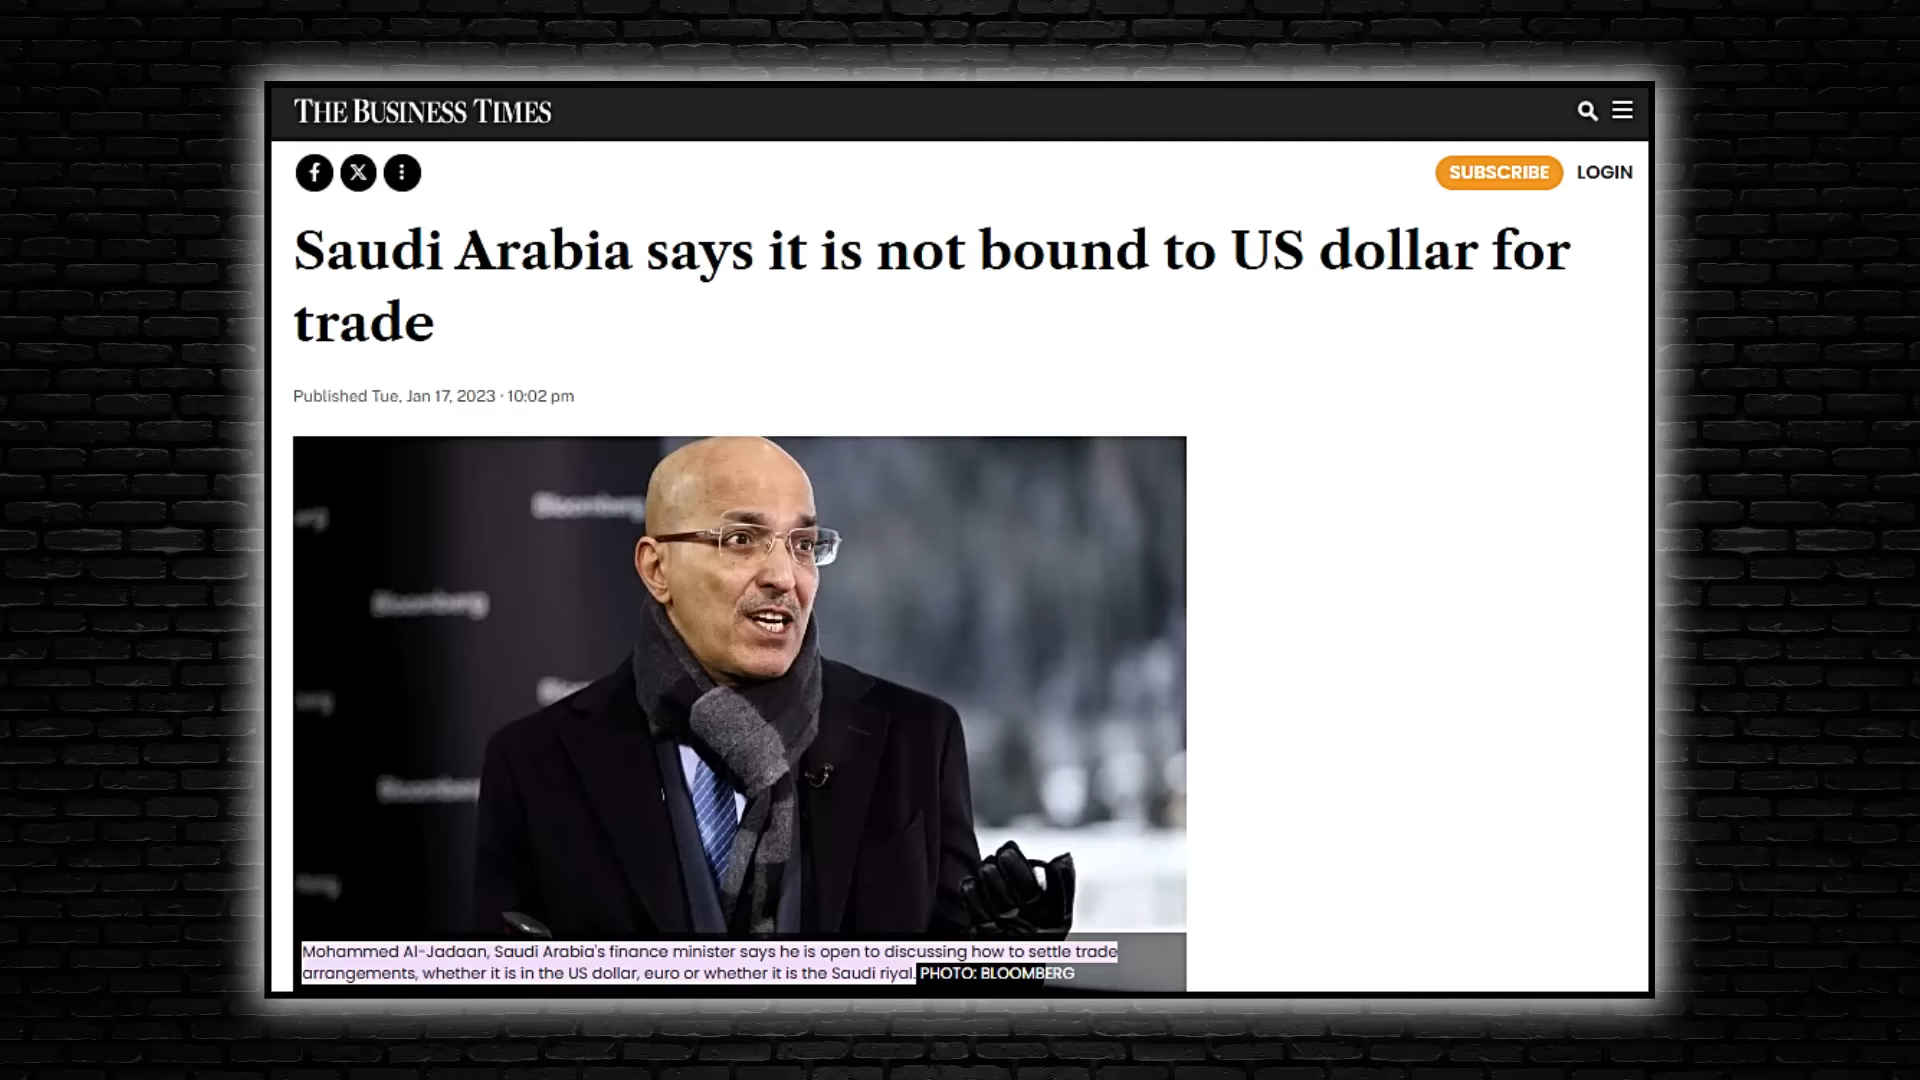 THE BUSINESS TIMES
SUBSCRIBE LOGIN
Saudi Arabia says it is not bound to US dollar for
trade
Published Tue, Jan 17, 2023 · 10:02 pm
Bloomberg
Bloomberg
Bloomberg
Mohammed Al-Jadaan, Saudi Arabia's finance minister says he is open to discussing how to settle trade
arrangements, whether it is in the US dollar, euro or whether it is the Saudi riyal. PHOTO: BLOOMBERG